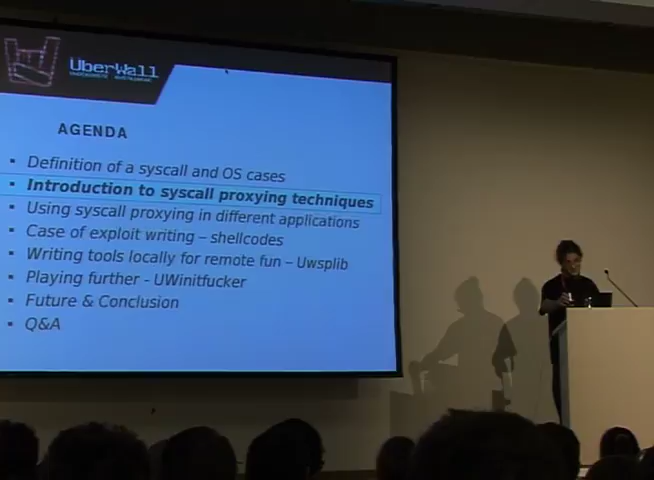 UberWall
AGENDA
▪ Definition of a syscall and OS cases
▪ Introduction to syscall proxying techniques
▪ Using syscall proxying in different applications
▪ Case of exploit writing – shellcodes
▪ Writing tools locally for remote fun – Uwsplib
▪ Playing further - UWinitfucker
▪ Future & Conclusion
▪ Q&A